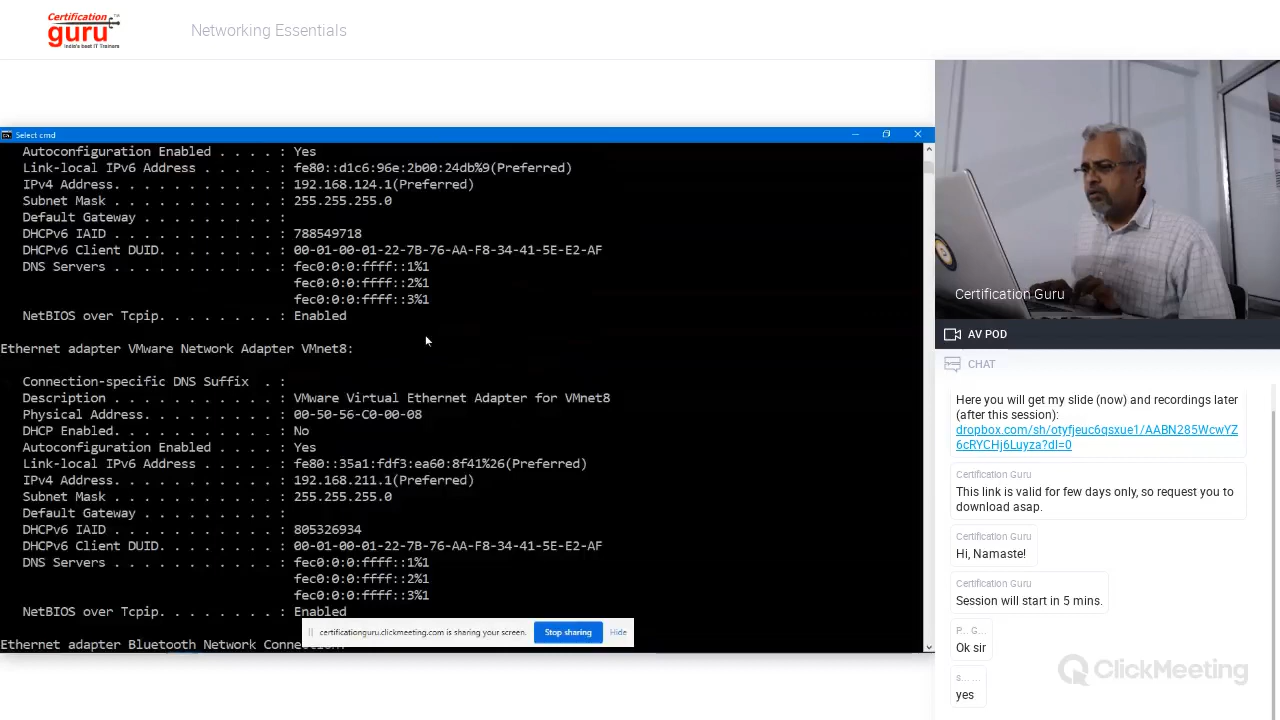 Certification
guru
India's best IT Trainers
Networking Essentials
Select cmd
Autoconfiguration Enabled . . . . : Yes
Link-local IPv6 Address . . . . . : fe80::d1c6:96e:2b00:24db%9(Preferred)
IPv4 Address. . . . . . . . . . . : 192.168.124.1(Preferred)
Subnet Mask . . . . . . . . . . . : 255.255.255.0
Default Gateway . . . . . . . . . :
DHCPv6 IAID . . . . . . . . . . . : 788549718
DHCPv6 Client DUID. . . . . . . . : 00-01-00-01-22-7B-76-AA-F8-34-41-5E-E2-AF
DNS Servers . . . . . . . . . . . : fec0:0:0:ffff::1%1
fec0:0:0:ffff::2%1
fec0:0:0:ffff::3%1
NetBIOS over Tcpip. . . . . . . . : Enabled
Ethernet adapter VMware Network Adapter VMnet8:
Connection-specific DNS Suffix . :
Description . . . . . . . . . . . : VMware Virtual Ethernet Adapter for VMnet8
Physical Address. . . . . . . . . : 00-50-56-C0-00-08
DHCP Enabled. . . . . . . . . . . : No
Autoconfiguration Enabled . . . . : Yes
Link-local IPv6 Address . . . . . : fe80::35a1:fdf3:ea60:8f41%26(Preferred)
IPv4 Address. . . . . . . . . . . : 192.168.211.1(Preferred)
Subnet Mask . . . . . . . . . . . : 255.255.255.0
Default Gateway . . . . . . . . . :
DHCPv6 IAID . . . . . . . . . . . : 805326934
DHCPv6 Client DUID. . . . . . . . : 00-01-00-01-22-7B-76-AA-F8-34-41-5E-E2-AF
DNS Servers . . . . . . . . . . . : fec0:0:0:ffff::1%1
fec0:0:0:ffff::2%1
fec0:0:0:ffff::3%1
NetBIOS over Tcpip. . . . . . . . : Enabled
Ethernet adapter Bluetooth Network Connection:
certificationguru.clickmeeting.com is sharing your screen.
Stop sharing
Hide
Certification Guru
AV POD
CHAT
Here you will get my slide (now) and recordings later
(after this session):
dropbox.com/sh/otyfjeuc6qsxue1/AABN285WcwYZ
6cRYCHj6Luyza?dl=0
Certification Guru
This link is valid for few days only, so request you to
download asap.
Certification Guru
Hi, Namaste!
Certification Guru
Session will start in 5 mins.
P... G...
Ok sir
s... ...
yes
ClickMeeting